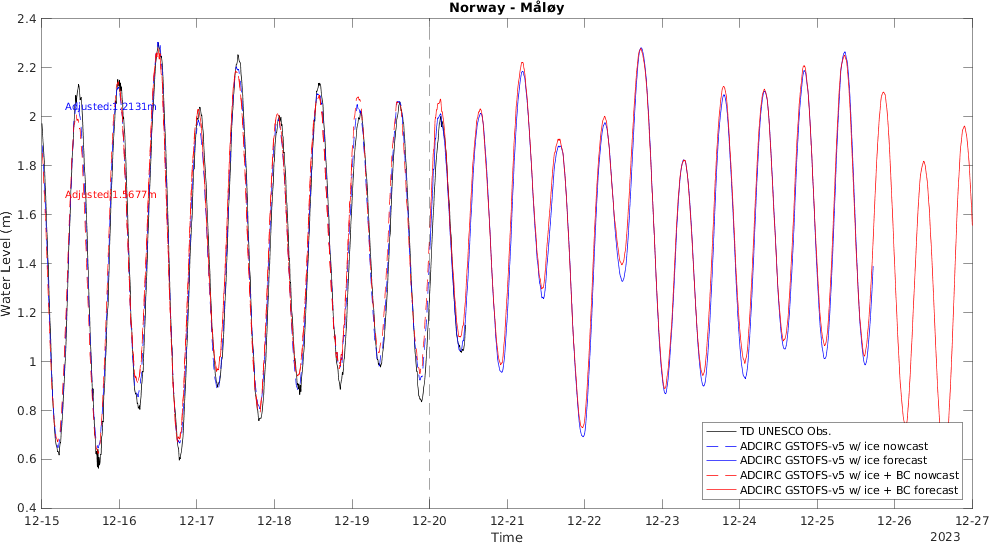 Norway - Måløy
2.4
2.2
2
1.8
1.6
1.4
1.2
1
0.8
0.6
0.4
Water Level (m)
Adjusted:1.2131m
Adjusted:1.5677m
TD UNESCO Obs.
ADCIRC GSTOFS-v5 w/ ice nowcast
ADCIRC GSTOFS-v5 w/ ice forecast
ADCIRC GSTOFS-v5 w/ ice + BC nowcast
ADCIRC GSTOFS-v5 w/ ice + BC forecast
12-15 12-16 12-17 12-18 12-19 12-20 12-21 12-22 12-23 12-24 12-25 12-26 12-27
Time
2023